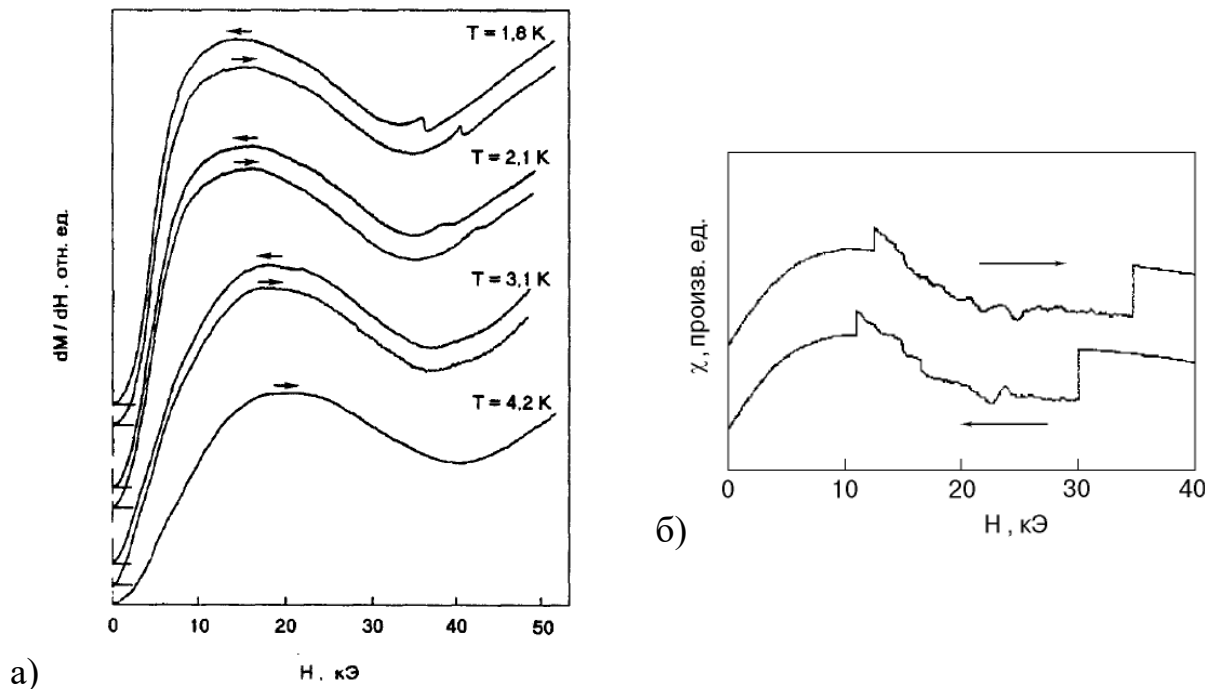 T = 1,8 K
T = 2,1 K
T = 3,1 K
T = 4,2 K
dM / dH , отн. ед.
0 10 20 30 40 50
H , кЭ
а)
χ , произв. ед.
0 10 20 30 40
H , кЭ
б)